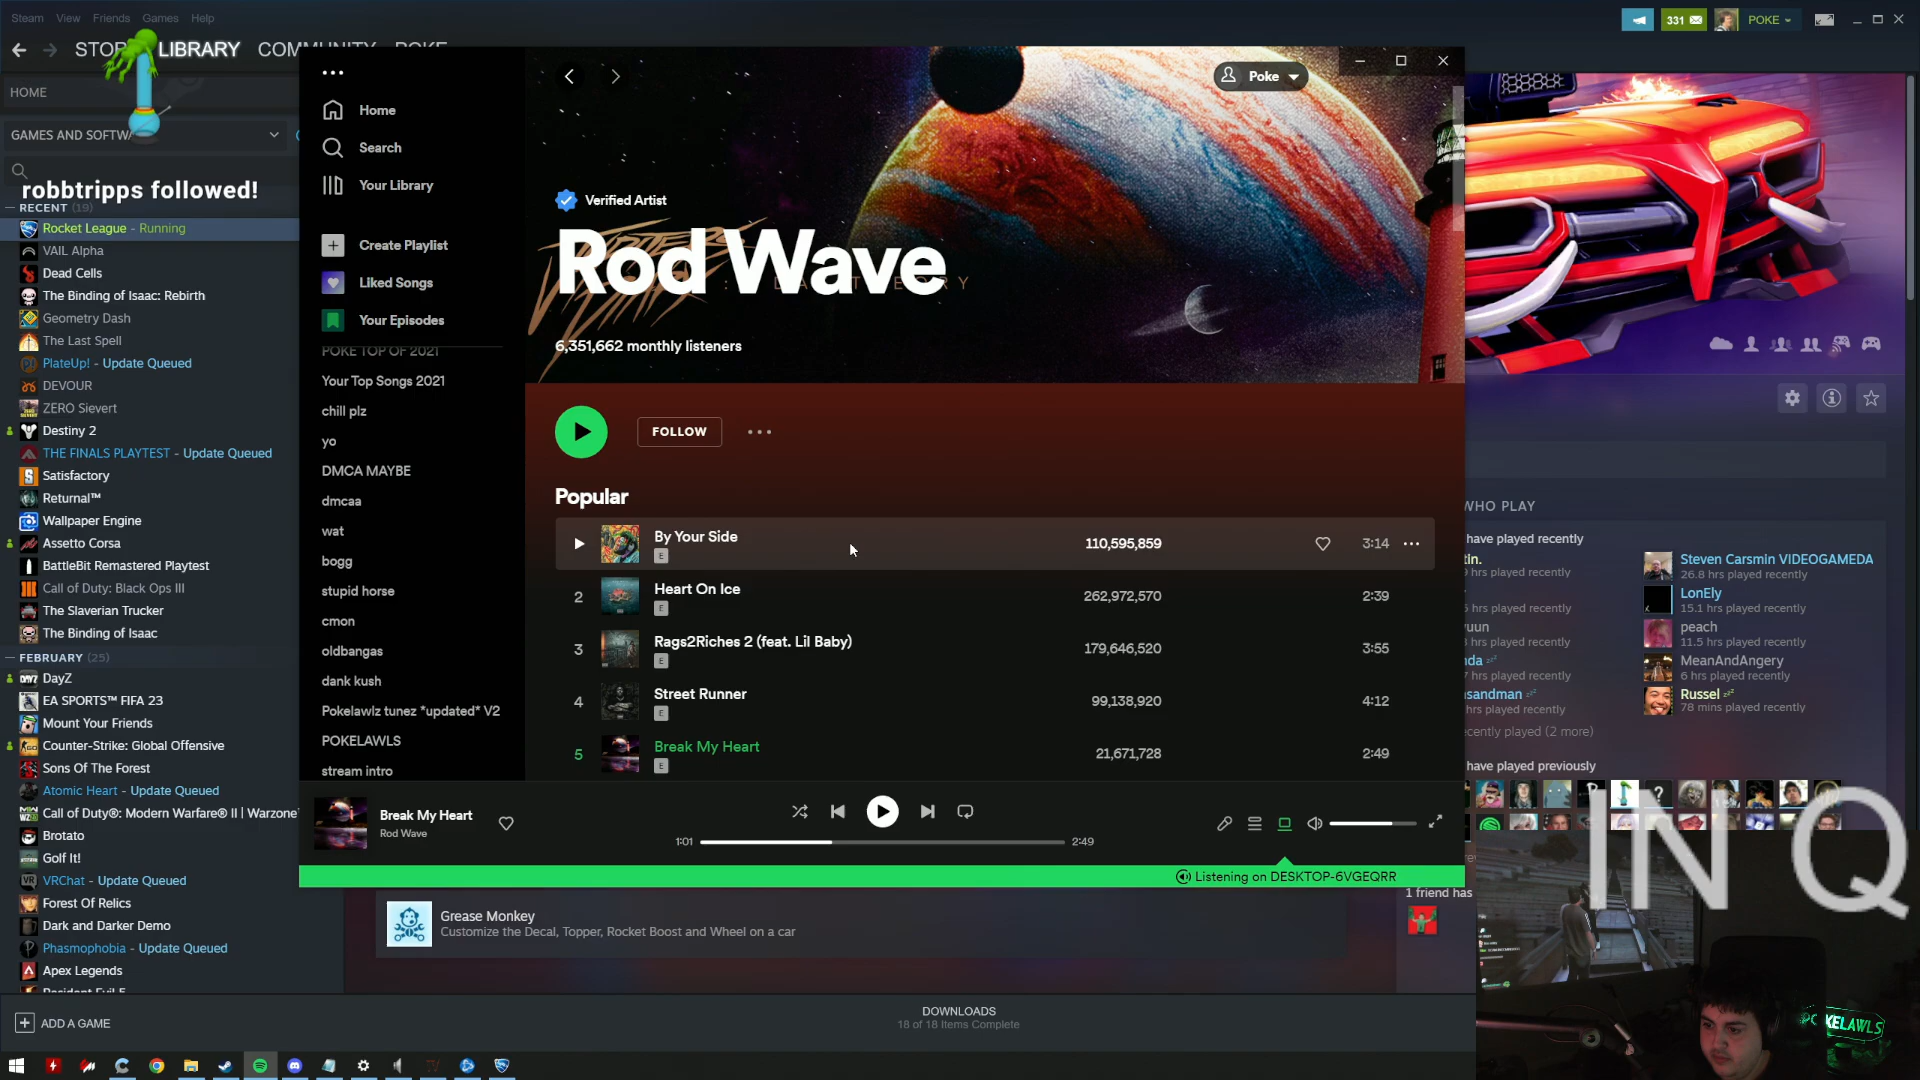 Steam View Friends Games Help
331
POKE
LIBRARY
HOME
GAMES AND SOFTWA
robbtripps followed!
RECENT (19)
Rocket League - Running
VAIL Alpha
Dead Cells
The Binding of Isaac: Rebirth
Geometry Dash
The Last Spell
PlateUp! - Update Queued
DEVOUR
ZERO Sievert
Destiny 2
THE FINALS PLAYTEST - Update Queued
Satisfactory
Returnal™
Wallpaper Engine
Assetto Corsa
BattleBit Remastered Playtest
Call of Duty: Black Ops III
The Slaverian Trucker
The Binding of Isaac
FEBRUARY (25)
DayZ
EA SPORTS™ FIFA 23
Mount Your Friends
Counter-Strike: Global Offensive
Sons Of The Forest
Atomic Heart - Update Queued
Call of Duty®: Modern Warfare® II | Warzone
Brotato
Golf It!
VRChat - Update Queued
Forest Of Relics
Dark and Darker Demo
Phasmophobia - Update Queued
Apex Legends
ADD A GAME
Home
Search
Your Library
Create Playlist
Liked Songs
Your Episodes
POKE TOP OF 2021
Your Top Songs 2021
chill plz
yo
DMCA MAYBE
dmcaa
wat
bogg
stupid horse
cmon
oldbangas
dank kush
Pokelawlz tunez *updated* V2
POKELAWLS
stream intro
Poke
Verified Artist
Rod Wave
6,351,662 monthly listeners
FOLLOW
Popular
By Your Side
E
110,595,859
3:14
2
Heart On Ice
E
262,972,570
2:39
3
Rags2Riches 2 (feat. Lil Baby)
E
179,646,520
3:55
4
Street Runner
E
99,138,920
4:12
5
Break My Heart
E
21,671,728
2:49
Break My Heart
Rod Wave
1:01
2:49
Listening on DESKTOP-6VGEQRR
Grease Monkey
Customize the Decal, Topper, Rocket Boost and Wheel on a car
DOWNLOADS
18 of 18 Items Complete
WHO PLAY
have played recently
hrs played recently
Steven Carsmin VIDEOGAMEDA
26.8 hrs played recently
LonEly
15.1 hrs played recently
peach
11.5 hrs played recently
MeanAndAngery
6 hrs played recently
Russel
78 mins played recently
(2 more)
have played previously
1 friend has
IN Q